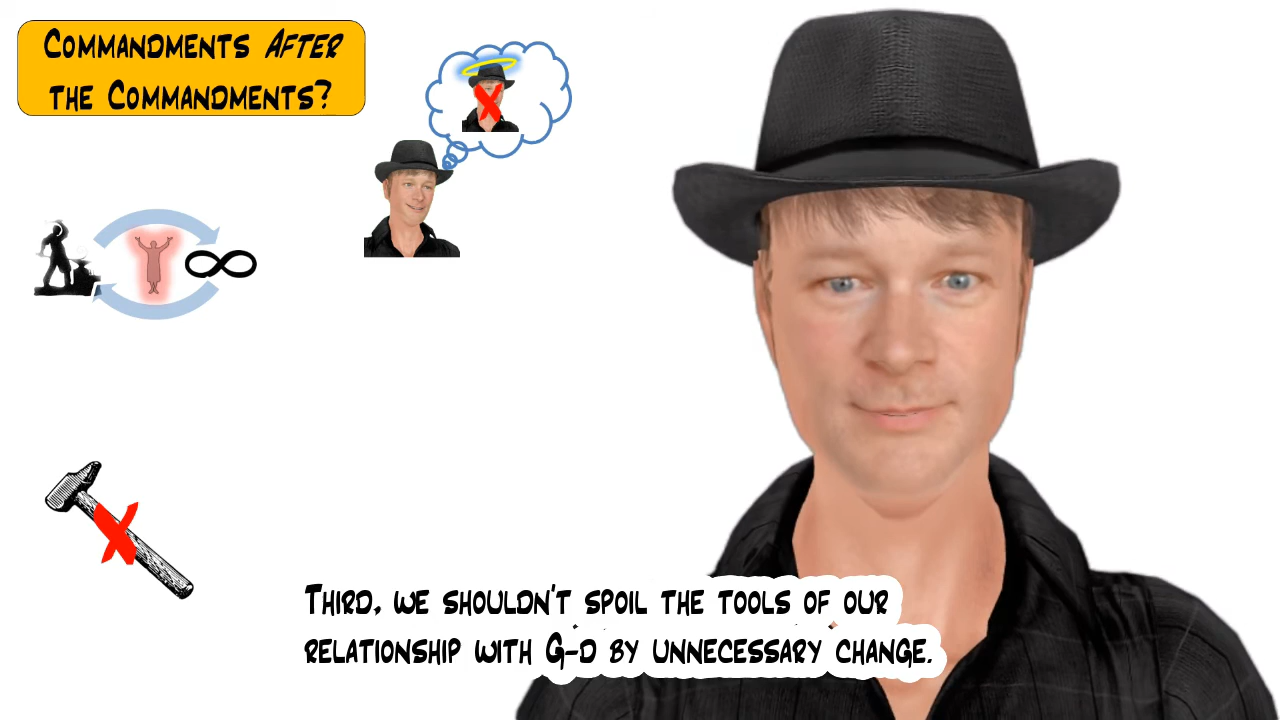 Commandments After
the Commandments?
Third, we shouldn't spoil the tools of our
relationship with G-d by unnecessary change.